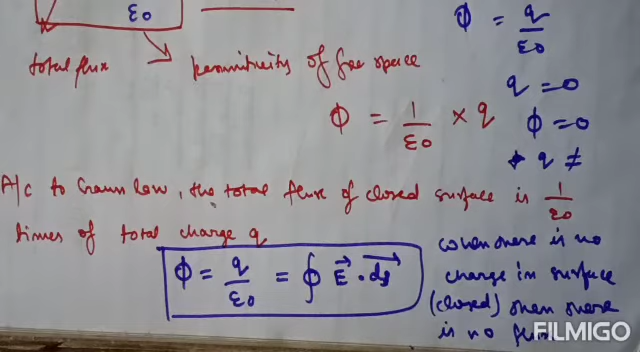 ε0
Φ = q/ε0
total flux → permittivity of free space
q = 0
Φ = 1/ε0 × q
Φ = 0
q ≠
A/c to Gauss law, the total flux of closed surface is 1/ε0
times of total charge q
Φ = q/ε0 = ∮ E⃗ . ds⃗
when there is no
charge in surface
(closed) then there
is no flux
FILMIGO